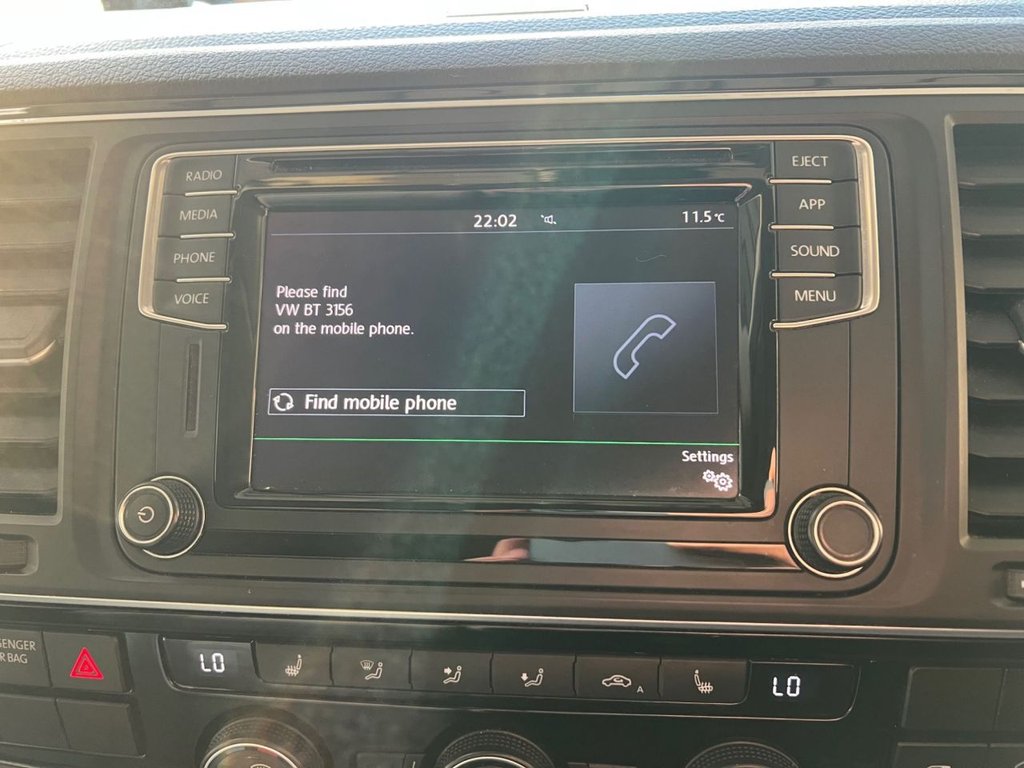 RADIO
MEDIA
PHONE
VOICE
22:02
11.5 °C
Please find
VW BT 3156
on the mobile phone.
Find mobile phone
Settings
EJECT
APP
SOUND
MENU
LO
A
LO